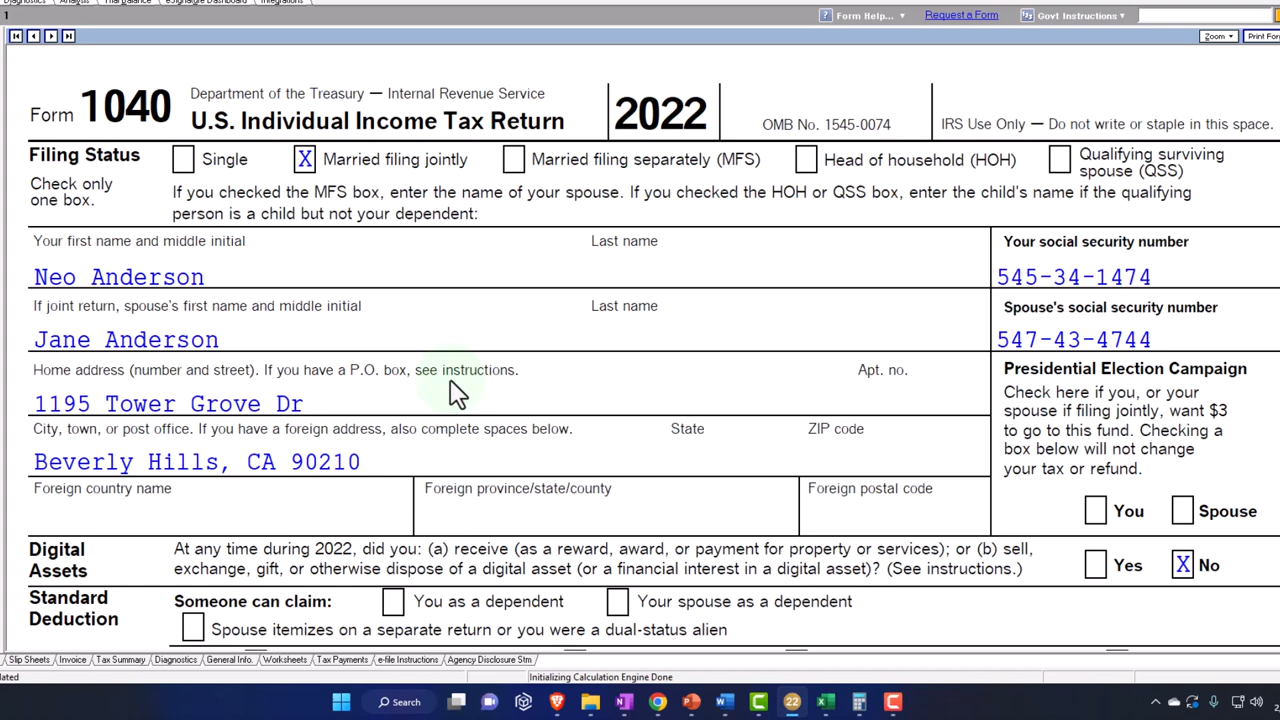 Diagnostics Analysis Trial Balance eSignature Dashboard Integrations
1 Form Help... Request a Form Govt Instructions
Zoom Print For
Form 1040 Department of the Treasury — Internal Revenue Service
U.S. Individual Income Tax Return 2022 OMB No. 1545-0074 IRS Use Only — Do not write or staple in this space.
Filing Status Single X Married filing jointly Married filing separately (MFS) Head of household (HOH) Qualifying surviving spouse (QSS)
Check only one box.
If you checked the MFS box, enter the name of your spouse. If you checked the HOH or QSS box, enter the child's name if the qualifying
person is a child but not your dependent:
Your first name and middle initial Last name Your social security number
Neo Anderson 545-34-1474
If joint return, spouse's first name and middle initial Last name Spouse's social security number
Jane Anderson 547-43-4744
Home address (number and street). If you have a P.O. box, see instructions. Apt. no.
1195 Tower Grove Dr
City, town, or post office. If you have a foreign address, also complete spaces below. State ZIP code
Beverly Hills, CA 90210
Foreign country name Foreign province/state/county Foreign postal code
Presidential Election Campaign
Check here if you, or your
spouse if filing jointly, want $3
to go to this fund. Checking a
box below will not change
your tax or refund.
You Spouse
Digital Assets
At any time during 2022, did you: (a) receive (as a reward, award, or payment for property or services); or (b) sell,
exchange, gift, or otherwise dispose of a digital asset (or a financial interest in a digital asset)? (See instructions.) Yes X No
Standard Deduction
Someone can claim: You as a dependent Your spouse as a dependent
Spouse itemizes on a separate return or you were a dual-status alien
Slip Sheets Invoice Tax Summary Diagnostics General Info. Worksheets Tax Payments e-file Instructions Agency Disclosure Stm
Initializing Calculation Engine Done
Search
22